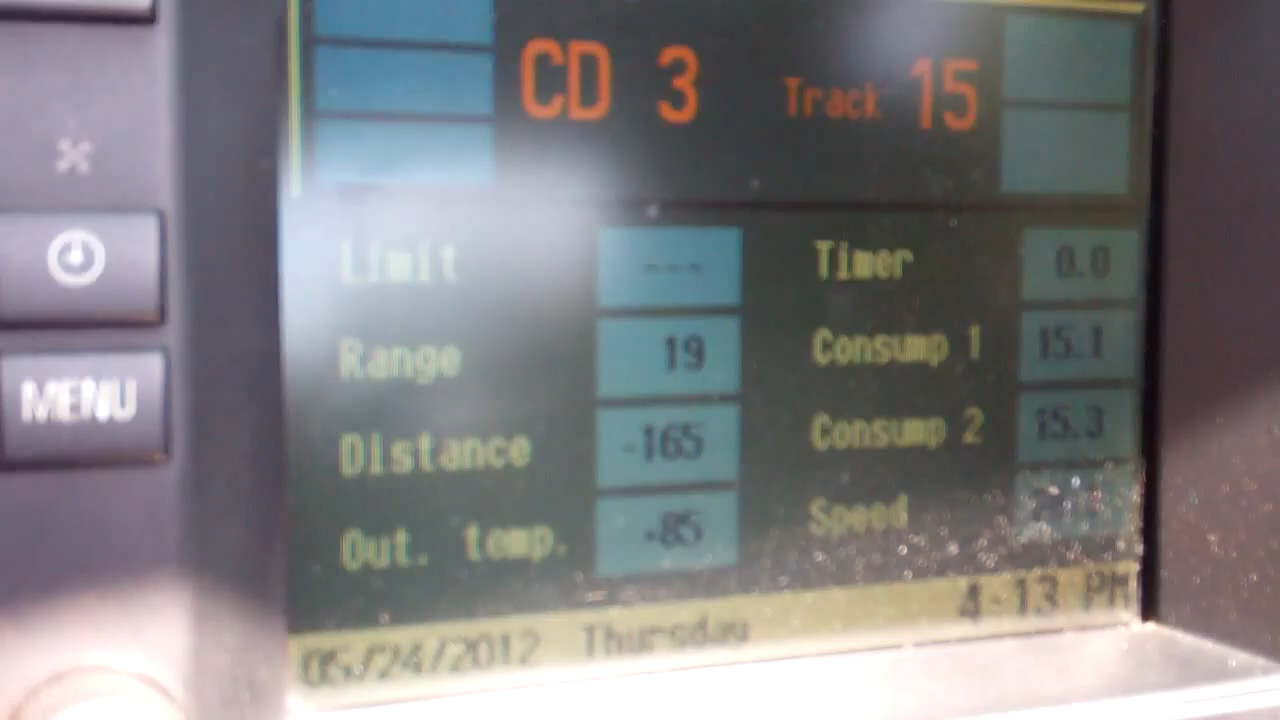 CD 3 Track 15
Limit --- Timer 0.0
Range 19 Consump 1 15.1
Distance -165 Consump 2 15.3
Out. temp. +85 Speed
05/24/2012 Thursday 4:13 PM
MENU